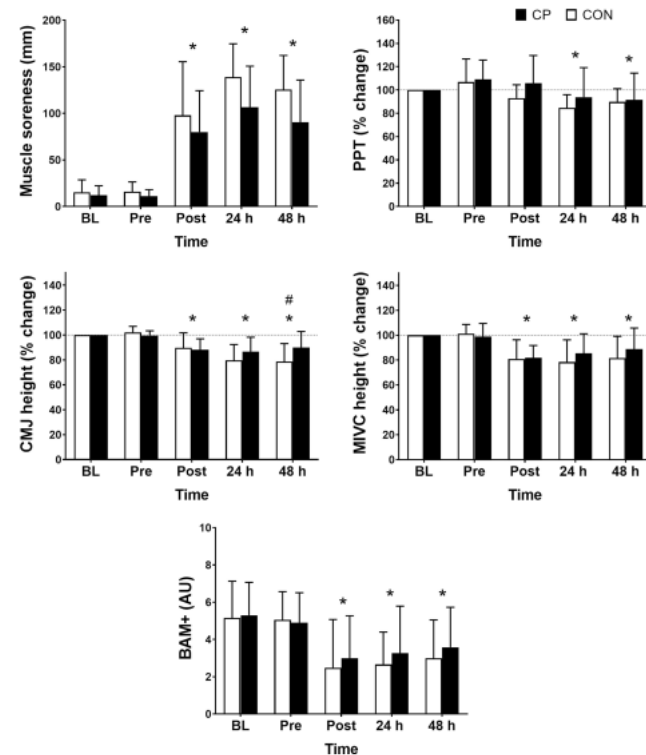 CP CON
Muscle soreness (mm)
200
150
100
50
0
BL Pre Post 24 h 48 h
Time
* * *
PPT (% change)
160
140
120
100
80
60
40
20
0
BL Pre Post 24 h 48 h
Time
* *
CMJ height (% change)
140
120
100
80
60
40
20
0
BL Pre Post 24 h 48 h
Time
#
* * *
MIVC height (% change)
140
120
100
80
60
40
20
0
BL Pre Post 24 h 48 h
Time
* * *
BAM+ (AU)
10
8
6
4
2
0
BL Pre Post 24 h 48 h
Time
* * *